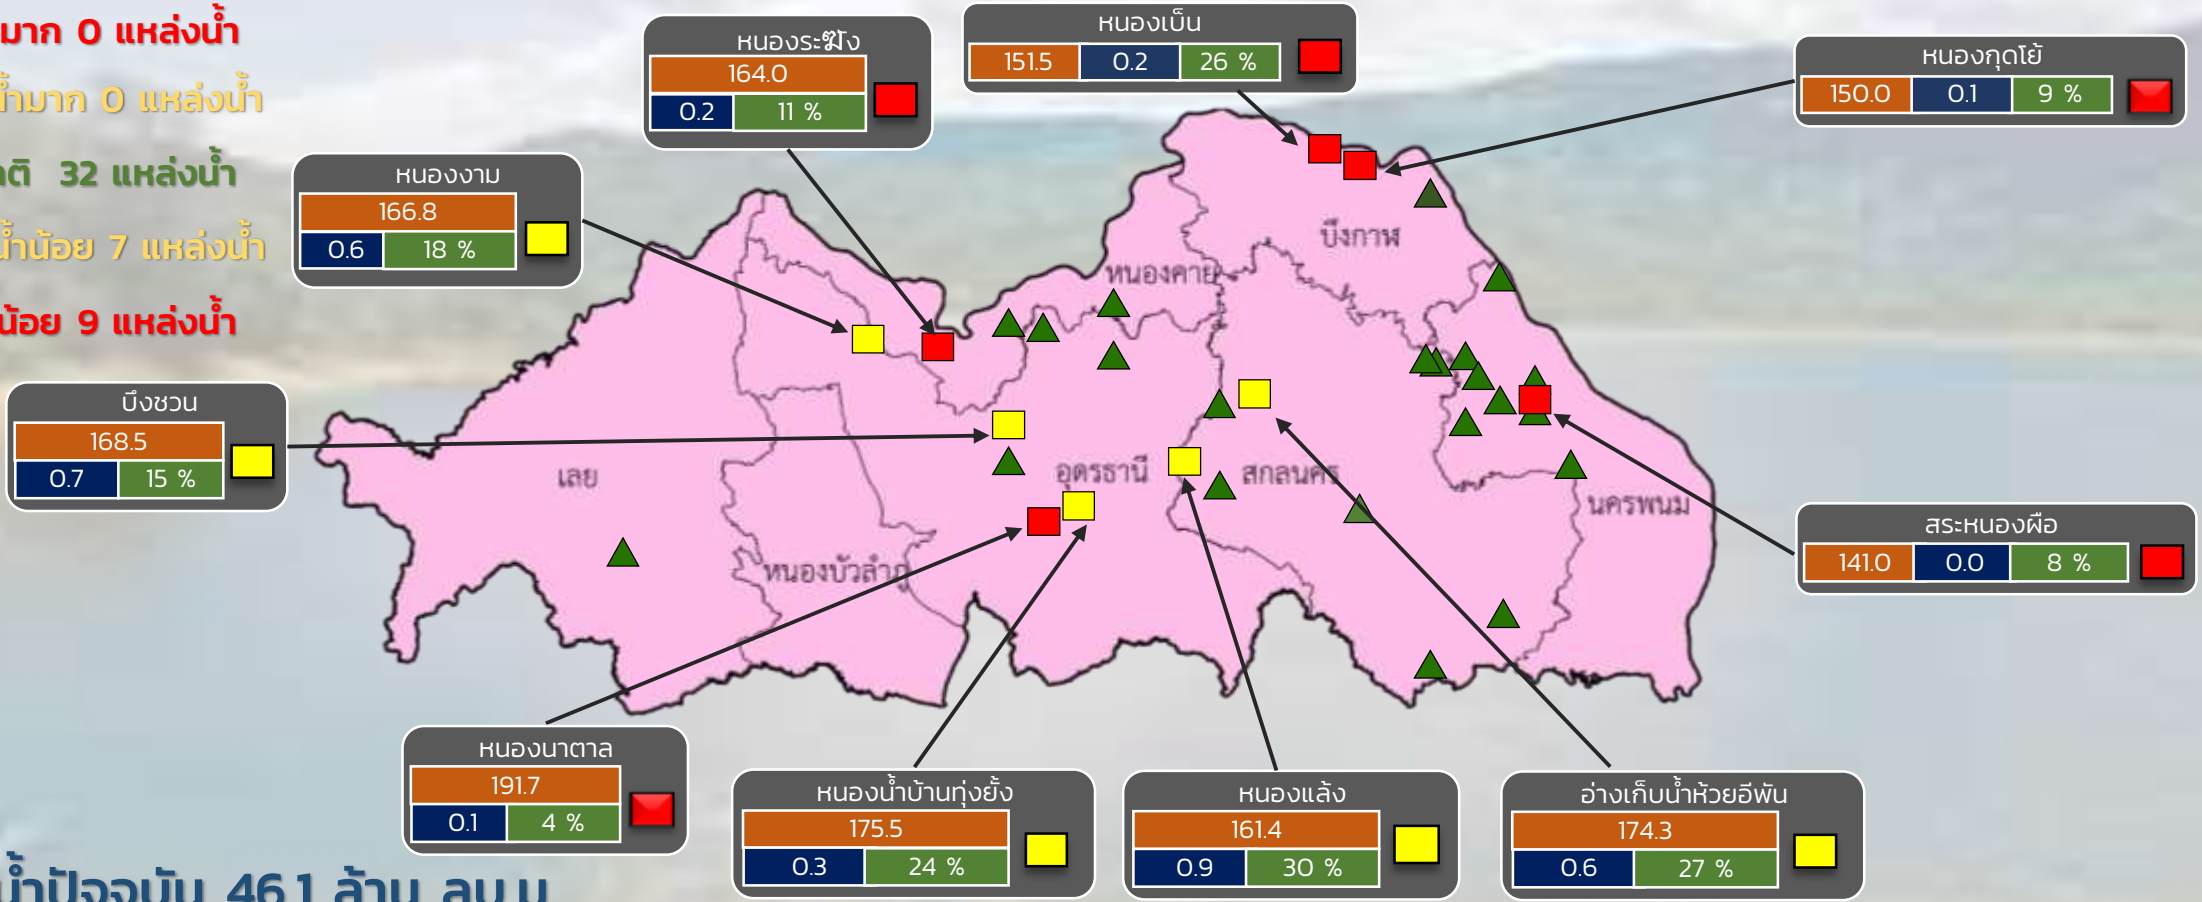 มาก 0 แหล่งน้ำ
น้ำมาก 0 แหล่งน้ำ
32 แหล่งน้ำ
น้ำน้อย 7 แหล่งน้ำ
น้อย 9 แหล่งน้ำ
หนองระฆัง
164.0
0.2 11 %
หนองเบ็น
151.5 0.2 26 %
หนองกุดโย้
150.0 0.1 9 %
หนองงาม
166.8
0.6 18 %
บึงชวน
168.5
0.7 15 %
บึงกาฬ
หนองคาย
เลย
อุดรธานี
สกลนคร
นครพนม
หนองบัวลำภู
สระหนองผือ
141.0 0.0 8 %
หนองนาตาล
191.7
0.1 4 %
หนองน้ำบ้านทุ่งยั้ง
175.5
0.3 24 %
หนองแล้ง
161.4
0.9 30 %
อ่างเก็บน้ำห้วยอีพัน
174.3
0.6 27 %
น้ำปัจจุบัน 46.1 ล้าน ลบ.ม